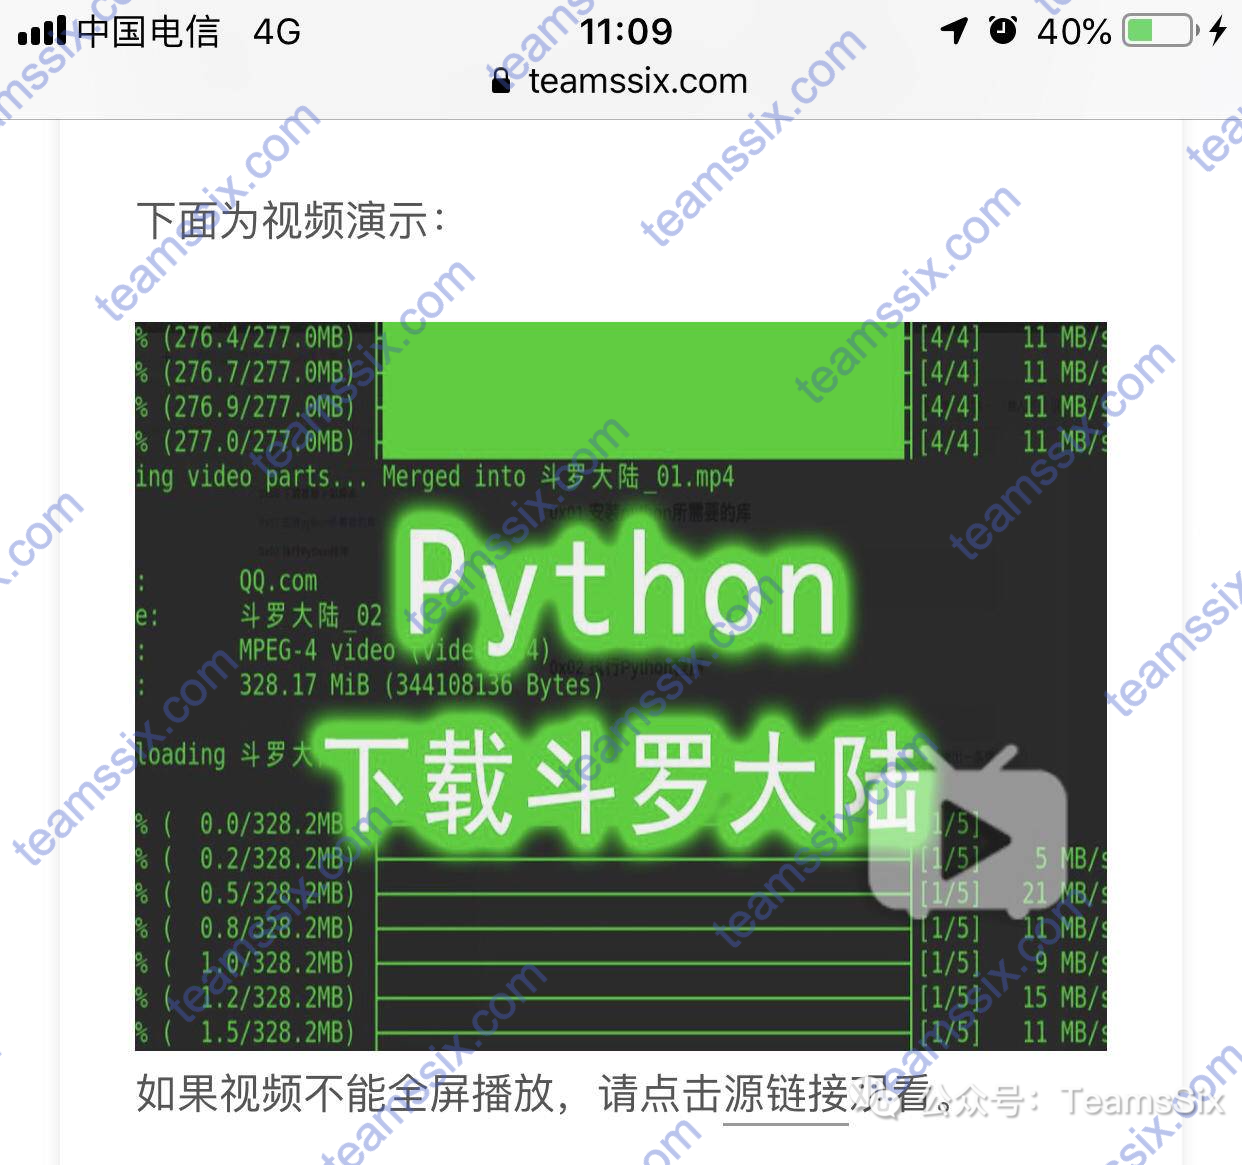 中国电信 4G 11:09 40%
teamssix.com
下面为视频演示：
% (276.4/277.0MB) [4/4] 11 MB/s
% (276.7/277.0MB) [4/4] 11 MB/s
% (276.9/277.0MB) [4/4] 11 MB/s
% (277.0/277.0MB) [4/4] 11 MB/s
ing video parts... Merged into 斗罗大陆_01.mp4
Python
: QQ.com
e: 斗罗大陆_02
: MPEG-4 video
: 328.17 MiB (344108136 Bytes)
下载斗罗大陆
loading 斗罗大
% ( 0.0/328.2MB 1/5]
% ( 0.2/328.2MB) [1/5] 5 MB/s
% ( 0.5/328.2MB) [1/5] 21 MB/s
% ( 0.8/328.2MB) [1/5] 11 MB/s
% ( 1.0/328.2MB) [1/5] 9 MB/s
% ( 1.2/328.2MB) [1/5] 15 MB/s
% ( 1.5/328.2MB) [1/5] 11 MB/s
如果视频不能全屏播放，请点击源链接观看。
公众号：TeamsSix
teamssix.com